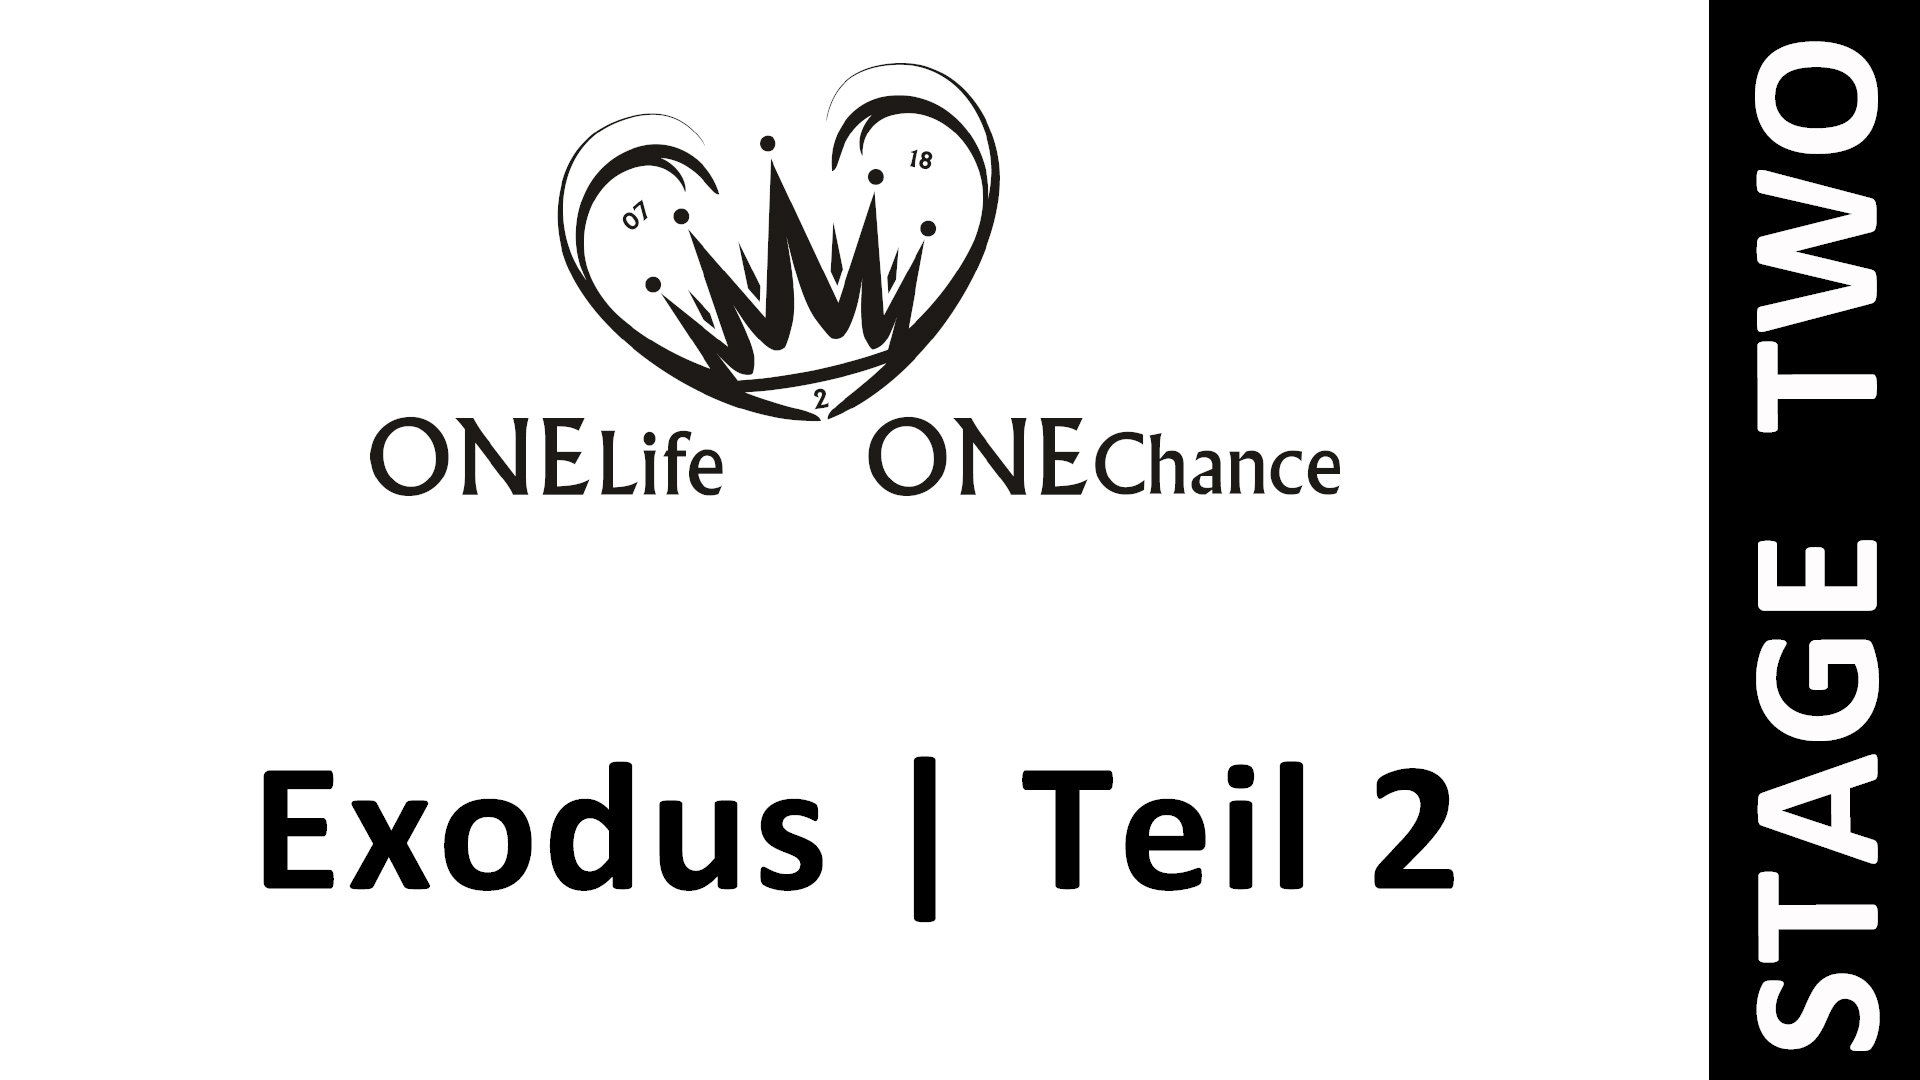 07
18
2
ONELife ONEChance
Exodus | Teil 2
STAGE TWO